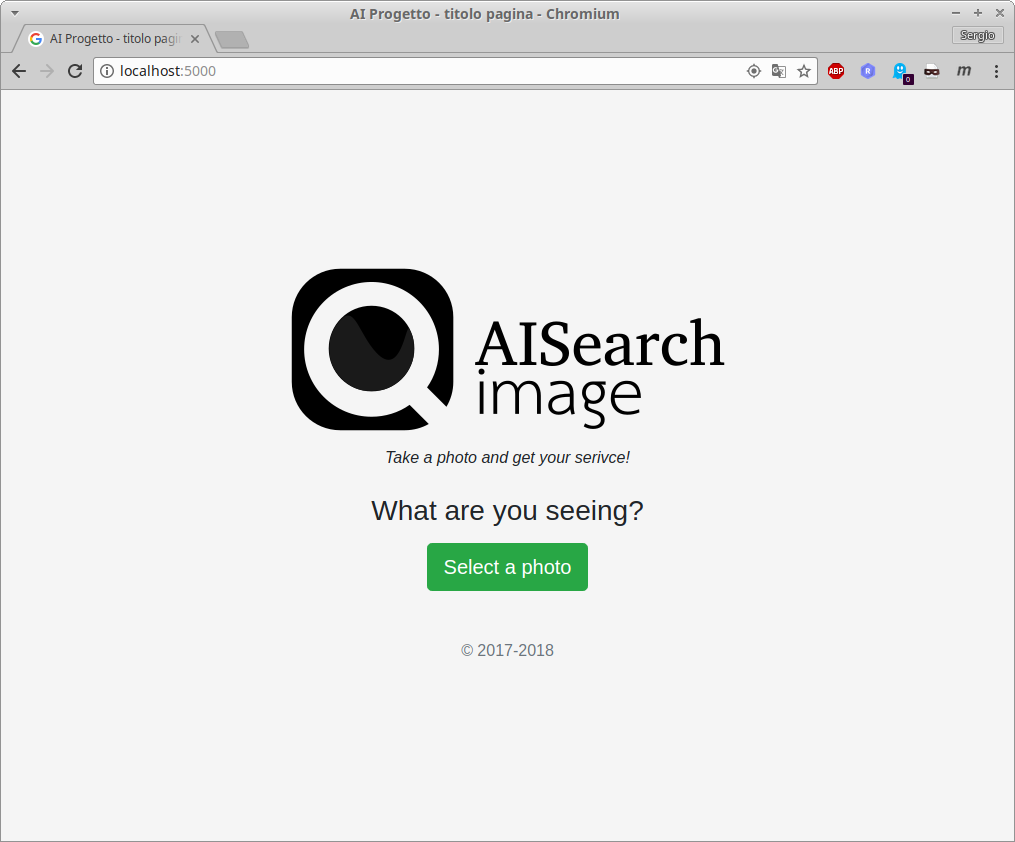 AI Progetto - titolo pagina - Chromium
AI Progetto - titolo pagi
Sergio
localhost:5000
ABP
R
0
m
AISearch
image
Take a photo and get your serivce!
What are you seeing?
Select a photo
© 2017-2018